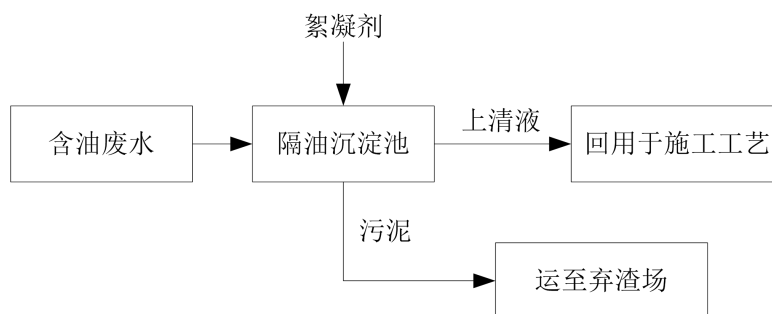 絮凝剂
含油废水
隔油沉淀池
上清液
回用于施工工艺
污泥
运至弃渣场